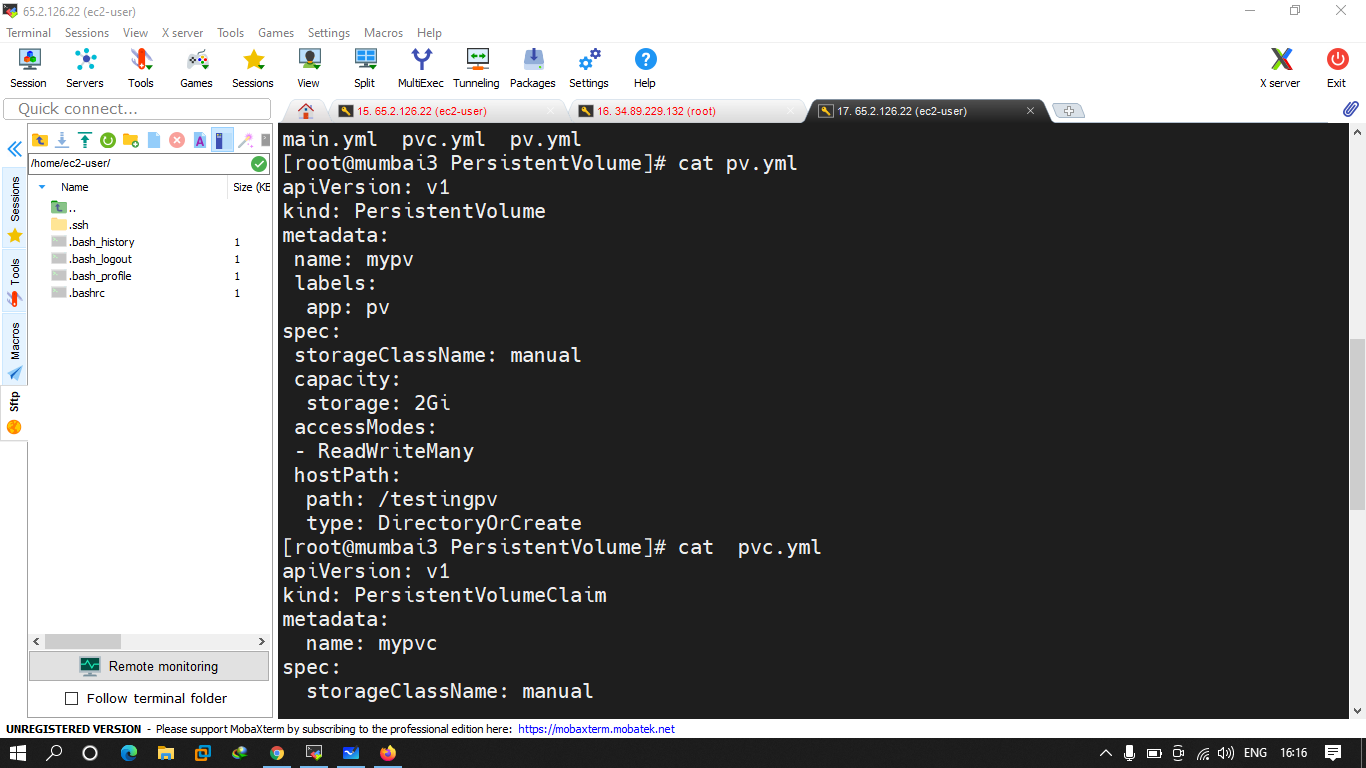 65.2.126.22 (ec2-user)
Terminal Sessions View X server Tools Games Settings Macros Help
Session Servers Tools Games Sessions View Split MultiExec Tunneling Packages Settings Help X server Exit
Quick connect...
15. 65.2.126.22 (ec2-user)
16. 34.89.229.132 (root)
17. 65.2.126.22 (ec2-user)
/home/ec2-user/
Name Size (KB
..
.ssh
.bash_history 1
.bash_logout 1
.bash_profile 1
.bashrc 1
Sessions
Tools
Macros
Sftp
Remote monitoring
Follow terminal folder
main.yml  pvc.yml  pv.yml
[root@mumbai3 PersistentVolume]# cat pv.yml
apiVersion: v1
kind: PersistentVolume
metadata:
 name: mypv
 labels:
  app: pv
spec:
 storageClassName: manual
 capacity:
  storage: 2Gi
 accessModes:
 - ReadWriteMany
 hostPath:
  path: /testingpv
  type: DirectoryOrCreate
[root@mumbai3 PersistentVolume]# cat  pvc.yml
apiVersion: v1
kind: PersistentVolumeClaim
metadata:
  name: mypvc
spec:
  storageClassName: manual
UNREGISTERED VERSION - Please support MobaXterm by subscribing to the professional edition here: https://mobaxterm.mobatek.net
ENG 16:16